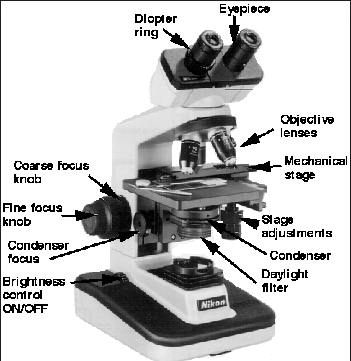 Diopter
ring
Eyepiece
Objective
lenses
Mechanical
stage
Coarse focus
knob
Fine focus
knob
Stage
adjustments
Condenser
focus
Condenser
Daylight
filter
Brightness
control
ON/OFF
Nikon